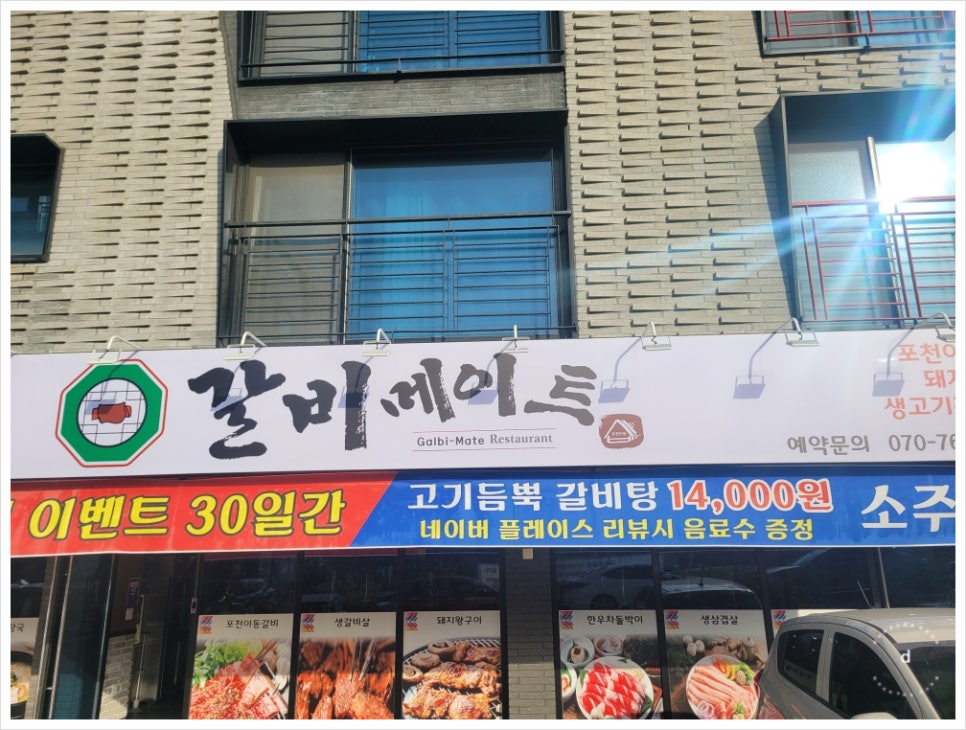 갈비메이트
Galbi-Mate Restaurant
포천이
돼지
생고기
예약문의 070-76
이벤트 30일간
고기듬뿍 갈비탕 14,000원
네이버 플레이스 리뷰시 음료수 증정
소주
포천이동갈비
생갈비살
돼지왕구이
한우차돌박이
생삼겹살